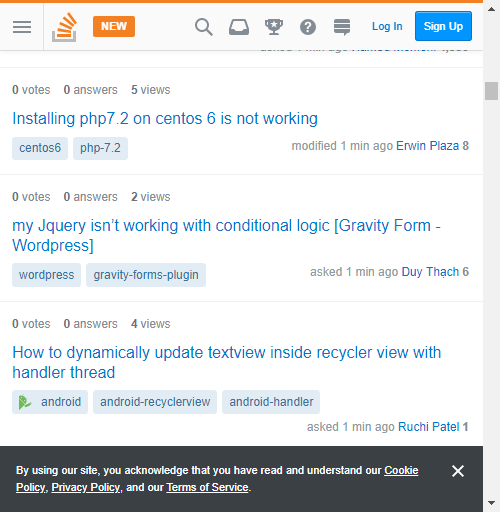 NEW
Log In
Sign Up
0 votes 0 answers 5 views
Installing php7.2 on centos 6 is not working
centos6 php-7.2
modified 1 min ago Erwin Plaza 8
0 votes 0 answers 2 views
my Jquery isn’t working with conditional logic [Gravity Form -
Wordpress]
wordpress gravity-forms-plugin
asked 1 min ago Duy Thạch 6
0 votes 0 answers 4 views
How to dynamically update textview inside recycler view with
handler thread
android android-recyclerview android-handler
asked 1 min ago Ruchi Patel 1
By using our site, you acknowledge that you have read and understand our Cookie
Policy, Privacy Policy, and our Terms of Service.